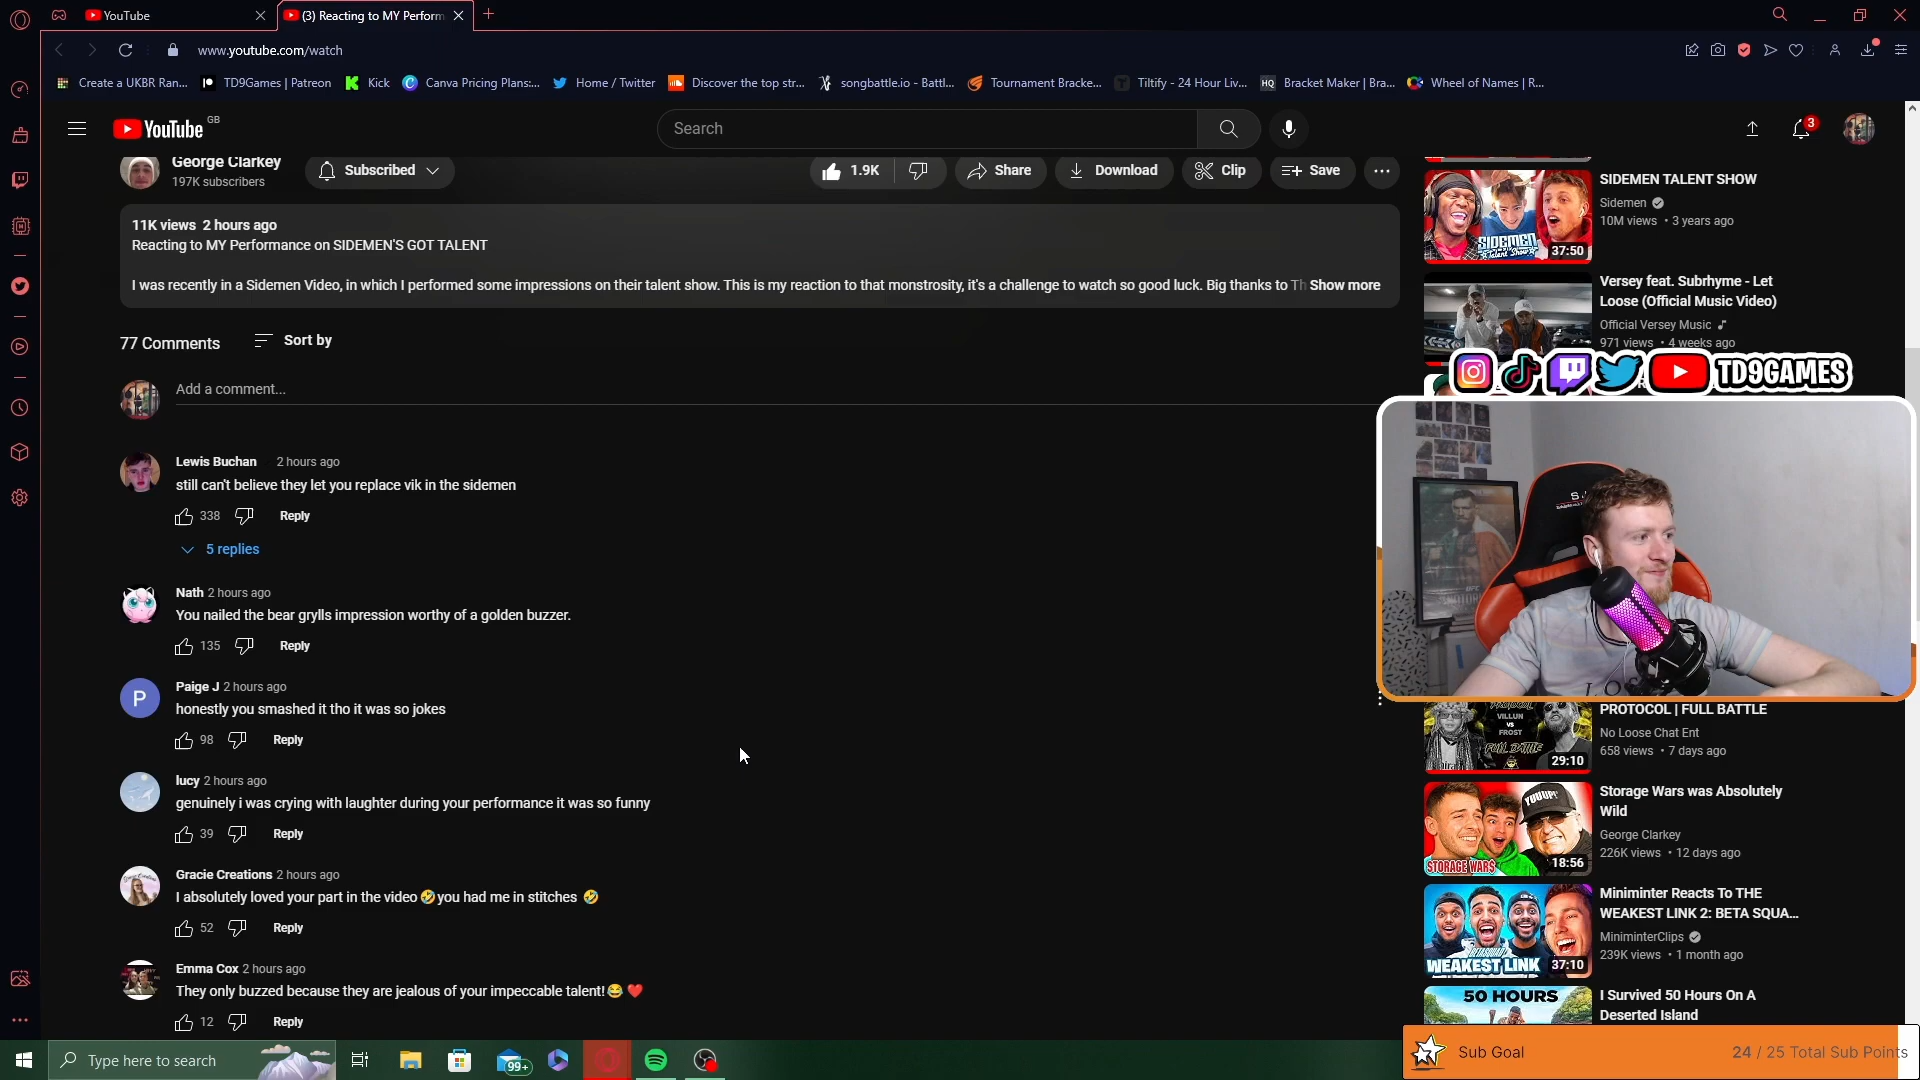 YouTube
(3) Reacting to MY Perform
www.youtube.com/watch
Create a UKBR Ran...
TD9Games | Patreon
Kick
Canva Pricing Plans:...
Home / Twitter
Discover the top str...
songbattle.io - Battl...
Tournament Bracke...
Tiltify - 24 Hour Liv...
HQ
Bracket Maker | Bra...
Wheel of Names | R...
YouTube GB
Search
3
George Clarkey
197K subscribers
Subscribed
1.9K
Share
Download
Clip
Save
11K views 2 hours ago
Reacting to MY Performance on SIDEMEN'S GOT TALENT
I was recently in a Sidemen Video, in which I performed some impressions on their talent show. This is my reaction to that monstrosity, it's a challenge to watch so good luck. Big thanks to Th Show more
77 Comments
Sort by
Add a comment...
Lewis Buchan 2 hours ago
still can't believe they let you replace vik in the sidemen
338
Reply
5 replies
Nath 2 hours ago
You nailed the bear grylls impression worthy of a golden buzzer.
135
Reply
P
Paige J 2 hours ago
honestly you smashed it tho it was so jokes
98
Reply
lucy 2 hours ago
genuinely i was crying with laughter during your performance it was so funny
39
Reply
Gracie Creations 2 hours ago
I absolutely loved your part in the video 🤣you had me in stitches 🤣
52
Reply
Emma Cox 2 hours ago
They only buzzed because they are jealous of your impeccable talent!😂 ❤️
12
Reply
SIDEMEN
Talent Show
37:50
SIDEMEN TALENT SHOW
Sidemen
10M views • 3 years ago
Versey feat. Subrhyme - Let
Loose (Official Music Video)
Official Versey Music
971 views • 4 weeks ago
TD9GAMES
PROTOCOL
VILLUN
VS
FROST
FULL BATTLE
29:10
PROTOCOL | FULL BATTLE
No Loose Chat Ent
658 views • 7 days ago
YUUUP!
STORAGE WARS
18:56
Storage Wars was Absolutely
Wild
George Clarkey
226K views • 12 days ago
WEAKEST LINK
37:10
Miniminter Reacts To THE
WEAKEST LINK 2: BETA SQUA...
MiniminterClips
239K views • 1 month ago
50 HOURS
I Survived 50 Hours On A
Deserted Island
Sub Goal
24 / 25 Total Sub Points
Type here to search
99+